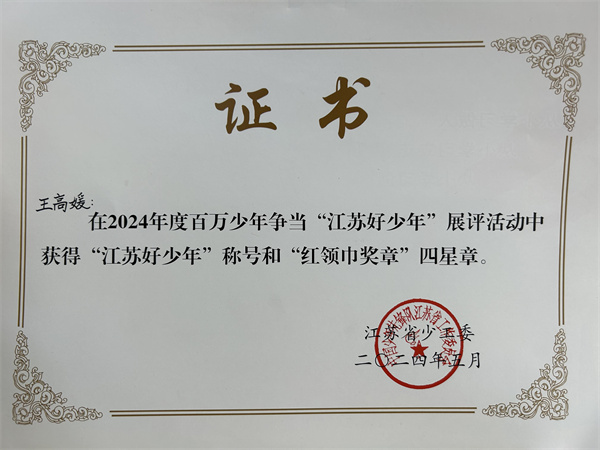 证书
王高媛:
在2024年度百万少年争当“江苏好少年”展评活动中
获得“江苏好少年”称号和“红领巾奖章”四星章。
江苏省少工委
二〇二四年五月